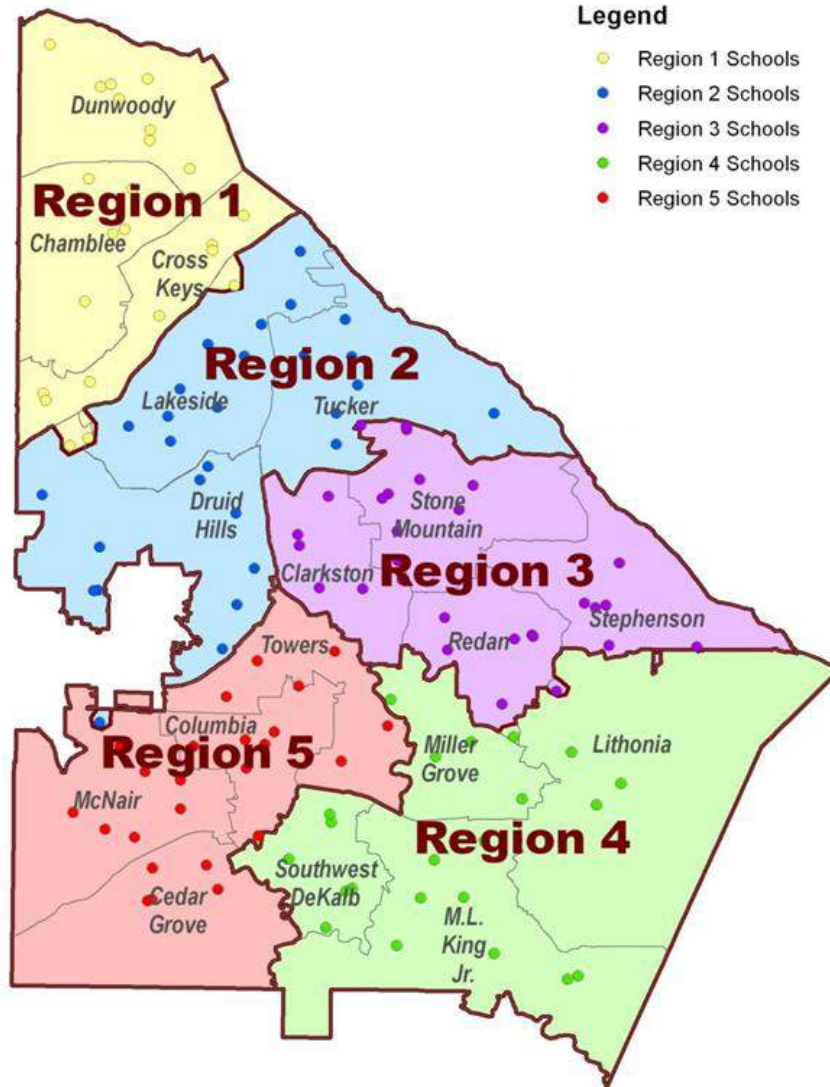 Legend
Region 1 Schools
Region 2 Schools
Region 3 Schools
Region 4 Schools
Region 5 Schools
Dunwoody
Region 1
Chamblee
Cross
Keys
Region 2
Lakeside
Tucker
Druid
Hills
Stone
Mountain
Clarkston
Region 3
Stephenson
Redan
Towers
Columbia
Region 5
McNair
Cedar
Grove
Miller
Grove
Lithonia
Region 4
Southwest
DeKalb
M.L.
King
Jr.